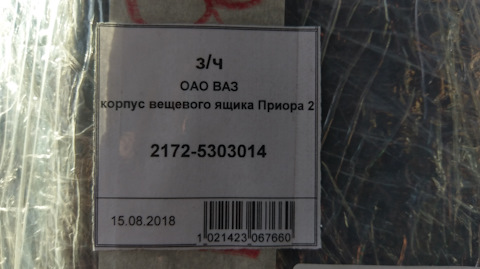 з/ч
ОАО ВАЗ
корпус вещевого ящика Приора 2
2172-5303014
15.08.2018
1 021423 067660